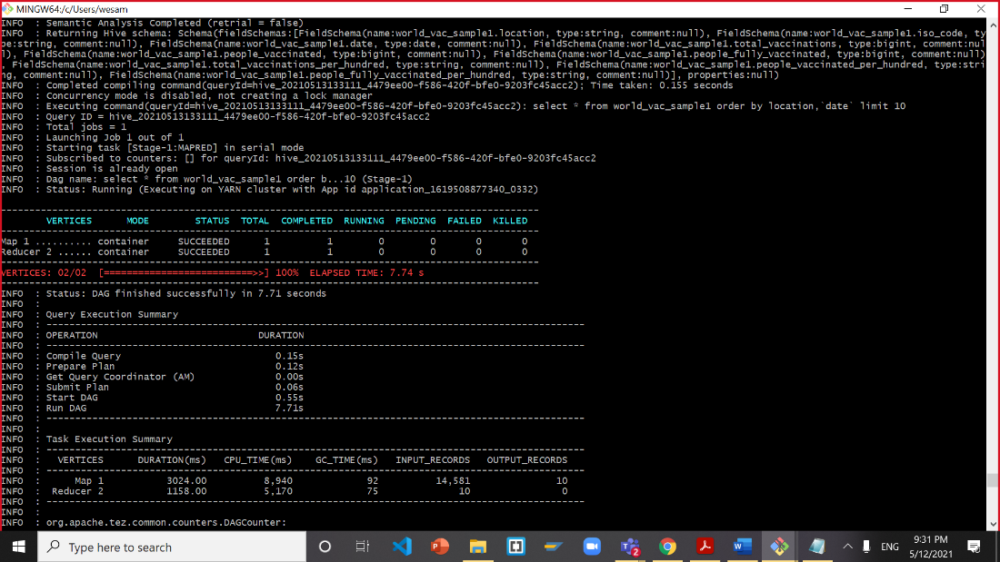 MINGW64:/c/Users/wesam
INFO  : Semantic Analysis Completed (retrial = false)
INFO  : Returning Hive schema: Schema(fieldSchemas:[FieldSchema(name:world_vac_sample1.location, type:string, comment:null), FieldSchema(name:world_vac_sample1.iso_code, ty
pe:string, comment:null), FieldSchema(name:world_vac_sample1.date, type:date, comment:null), FieldSchema(name:world_vac_sample1.total_vaccinations, type:bigint, comment:nul
l), FieldSchema(name:world_vac_sample1.people_vaccinated, type:bigint, comment:null), FieldSchema(name:world_vac_sample1.people_fully_vaccinated, type:bigint, comment:null)
, FieldSchema(name:world_vac_sample1.total_vaccinations_per_hundred, type:string, comment:null), FieldSchema(name:world_vac_sample1.people_vaccinated_per_hundred, type:stri
ng, comment:null), FieldSchema(name:world_vac_sample1.people_fully_vaccinated_per_hundred, type:string, comment:null)], properties:null)
INFO  : Completed compiling command(queryId=hive_20210513133111_4479ee00-f586-420f-bfe0-9203fc45acc2); Time taken: 0.155 seconds
INFO  : Concurrency mode is disabled, not creating a lock manager
INFO  : Executing command(queryId=hive_20210513133111_4479ee00-f586-420f-bfe0-9203fc45acc2): select * from world_vac_sample1 order by location,`date` limit 10
INFO  : Query ID = hive_20210513133111_4479ee00-f586-420f-bfe0-9203fc45acc2
INFO  : Total jobs = 1
INFO  : Launching Job 1 out of 1
INFO  : Starting task [Stage-1:MAPRED] in serial mode
INFO  : Subscribed to counters: [] for queryId: hive_20210513133111_4479ee00-f586-420f-bfe0-9203fc45acc2
INFO  : Session is already open
INFO  : Dag name: select * from world_vac_sample1 order b...10 (Stage-1)
INFO  : Status: Running (Executing on YARN cluster with App id application_1619508877340_0332)
----------------------------------------------------------------------------------------------
VERTICES MODE STATUS TOTAL COMPLETED RUNNING PENDING FAILED KILLED
----------------------------------------------------------------------------------------------
Map 1 .......... container SUCCEEDED 1 1 0 0 0 0
Reducer 2 ...... container SUCCEEDED 1 1 0 0 0 0
----------------------------------------------------------------------------------------------
VERTICES: 02/02 [==========================>>] 100% ELAPSED TIME: 7.74 s
----------------------------------------------------------------------------------------------
INFO  : Status: DAG finished successfully in 7.71 seconds
INFO  :
INFO  : Query Execution Summary
INFO  : ----------------------------------------------------------------------------------------------
INFO  : OPERATION DURATION
INFO  : ----------------------------------------------------------------------------------------------
INFO  : Compile Query 0.15s
INFO  : Prepare Plan 0.12s
INFO  : Get Query Coordinator (AM) 0.00s
INFO  : Submit Plan 0.06s
INFO  : Start DAG 0.55s
INFO  : Run DAG 7.71s
INFO  : ----------------------------------------------------------------------------------------------
INFO  :
INFO  : Task Execution Summary
INFO  : ----------------------------------------------------------------------------------------------
INFO  : VERTICES DURATION(ms) CPU_TIME(ms) GC_TIME(ms) INPUT_RECORDS OUTPUT_RECORDS
INFO  : ----------------------------------------------------------------------------------------------
INFO  : Map 1 3024.00 8,940 92 14,581 10
INFO  : Reducer 2 1158.00 5,170 75 10 0
INFO  : ----------------------------------------------------------------------------------------------
INFO  :
INFO  : org.apache.tez.common.counters.DAGCounter:
Type here to search
2
ENG
9:31 PM
5/12/2021